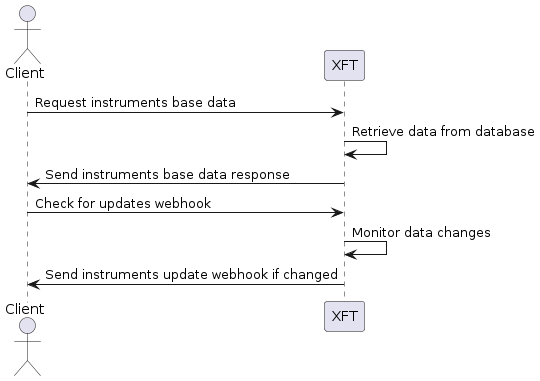 Client
XFT
Request instruments base data
Retrieve data from database
Send instruments base data response
Check for updates webhook
Monitor data changes
Send instruments update webhook if changed
Client
XFT